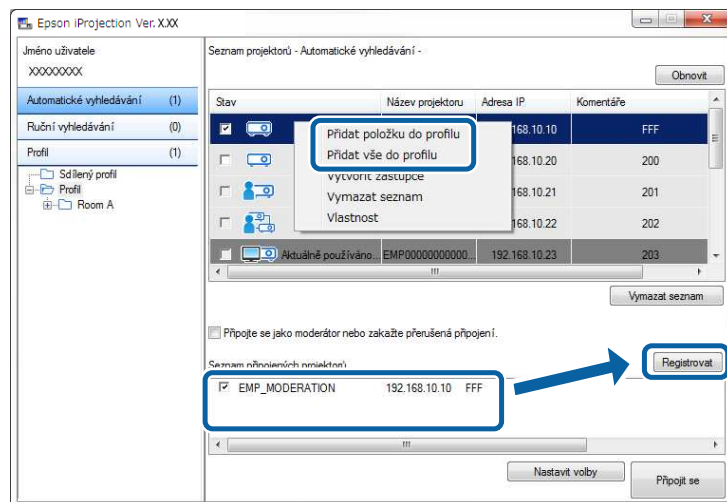 Epson iProjection Ver. X.XX
Jméno uživatele
XXXXXXXX
Automatické vyhledávání (1)
Ruční vyhledávání (0)
Profil (1)
Sdílený profil
Profil
Room A
Seznam projektorů - Automatické vyhledávání -
Obnovit
Stav Název projektoru Adresa IP Komentáře
168.10.10 FFF
168.10.20 200
168.10.21 201
168.10.22 202
Aktuálně používáno... EMP00000000000... 192.168.10.23 203
Přidat položku do profilu
Přidat vše do profilu
Vytvořit zástupce
Vymazat seznam
Vlastnost
Vymazat seznam
Připojte se jako moderátor nebo zakažte přerušená připojení.
Seznam připojených projektorů
Registrovat
EMP_MODERATION 192.168.10.10 FFF
Nastavit volby
Připojit se